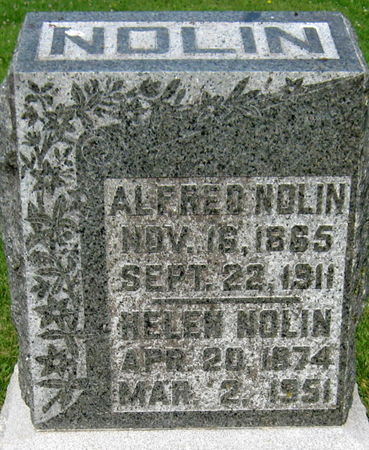 NOLIN
ALFRED NOLIN
NOV. 16, 1865
SEPT. 22, 1911
HELEN NOLIN
APR. 20, 1874
MAR. 2, 1951